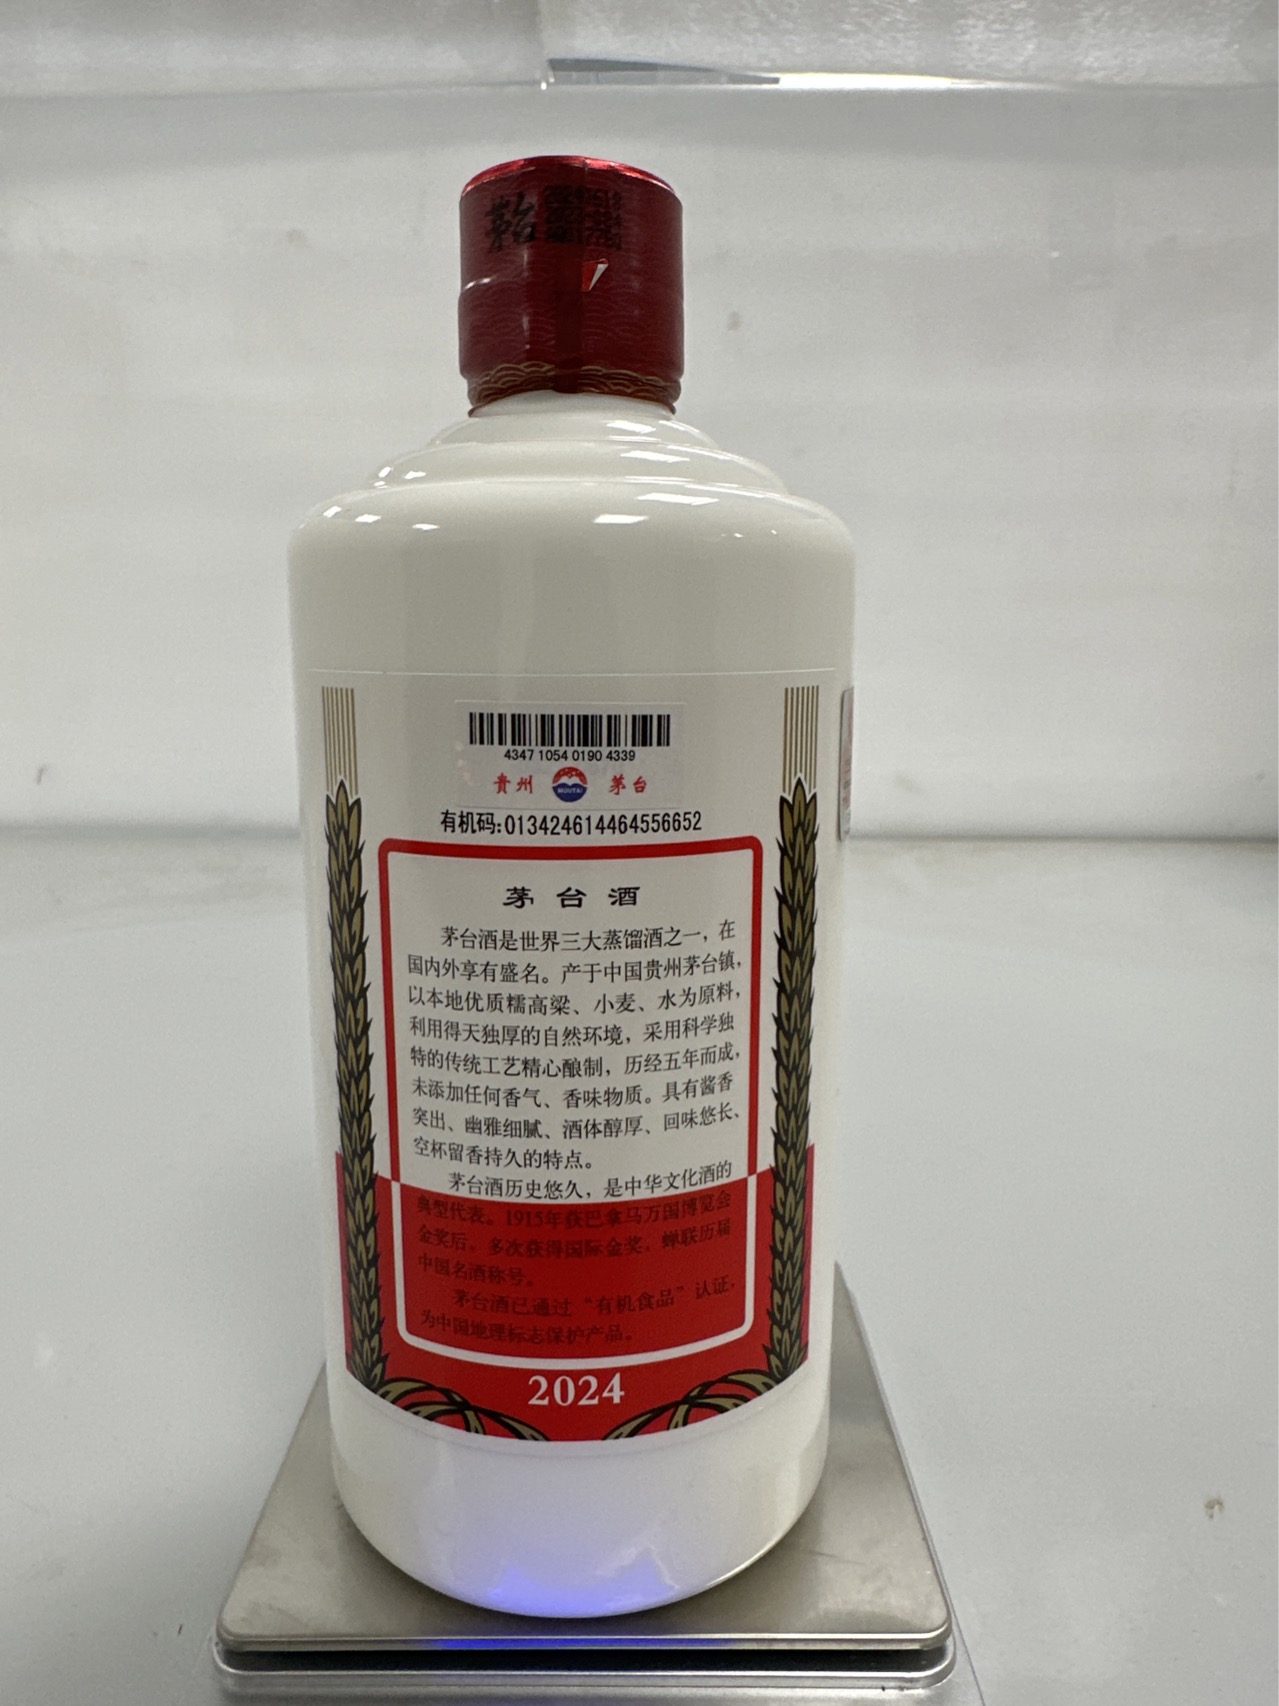 茅台
4347 1054 0190 4339
貴州 MOUTAI 茅台
有机码:013424614464556652
茅台酒
茅台酒是世界三大蒸馏酒之一，在
国内外享有盛名。产于中国贵州茅台镇，
以本地优质糯高粱、小麦、水为原料，
利用得天独厚的自然环境，采用科学独
特的传统工艺精心酿制，历经五年而成，
未添加任何香气、香味物质。具有酱香
突出、幽雅细腻、酒体醇厚、回味悠长、
空杯留香持久的特点。
茅台酒历史悠久，是中华文化酒的
典型代表。1915年获巴拿马万国博览会
金奖后，多次获得国际金奖，蝉联历届
中国名酒称号。
茅台酒已通过“有机食品”认证，
为中国地理标志保护产品。
2024